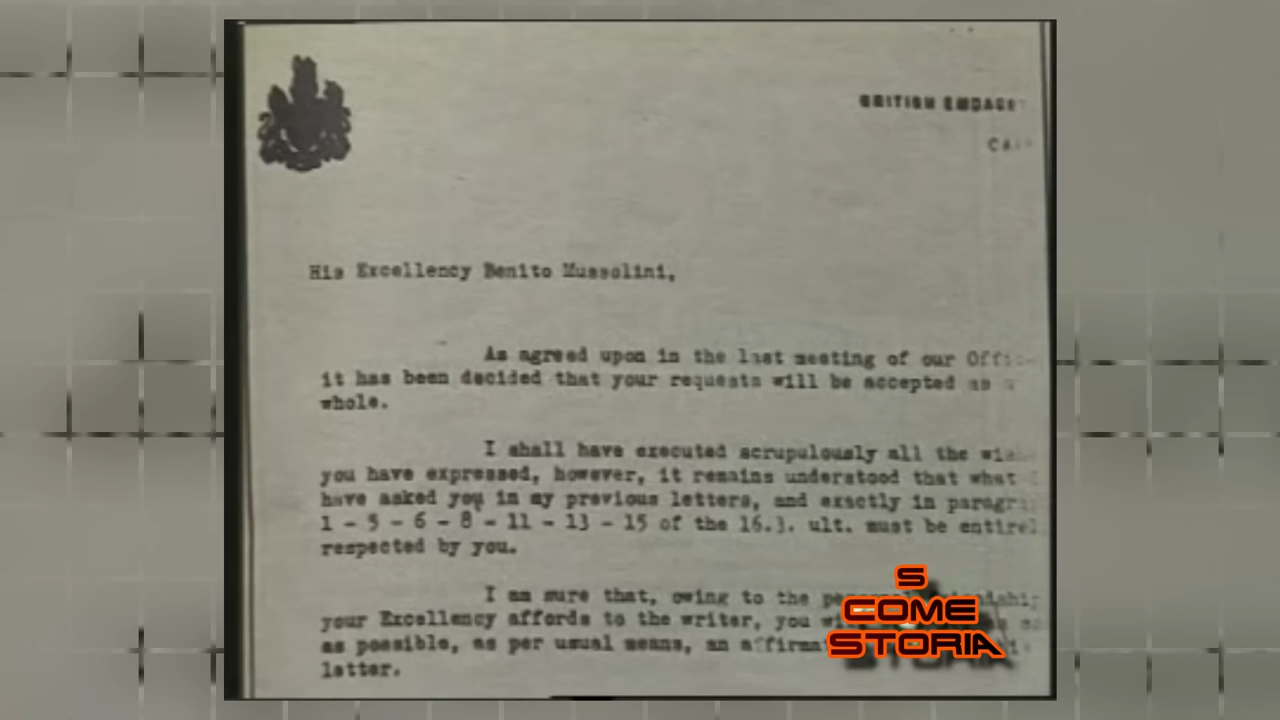 BRITISH EMBASSY
His Excellency Benito Mussolini,
As agreed upon in the last meeting of our
it has been decided that your requests will be accepted as a
whole.
I shall have executed scrupulously all the
you have expressed, however, it remains understood that what
have asked you in my previous letters, and exactly in
1 - 5 - 6 - 8 - 11 - 13 - 15 of the 16.3. ult. must be
respected by you.
I am sure that, owing to the
your Excellency affords to the writer, you
as possible, as per usual means, an
letter.
S
COME
STORIA